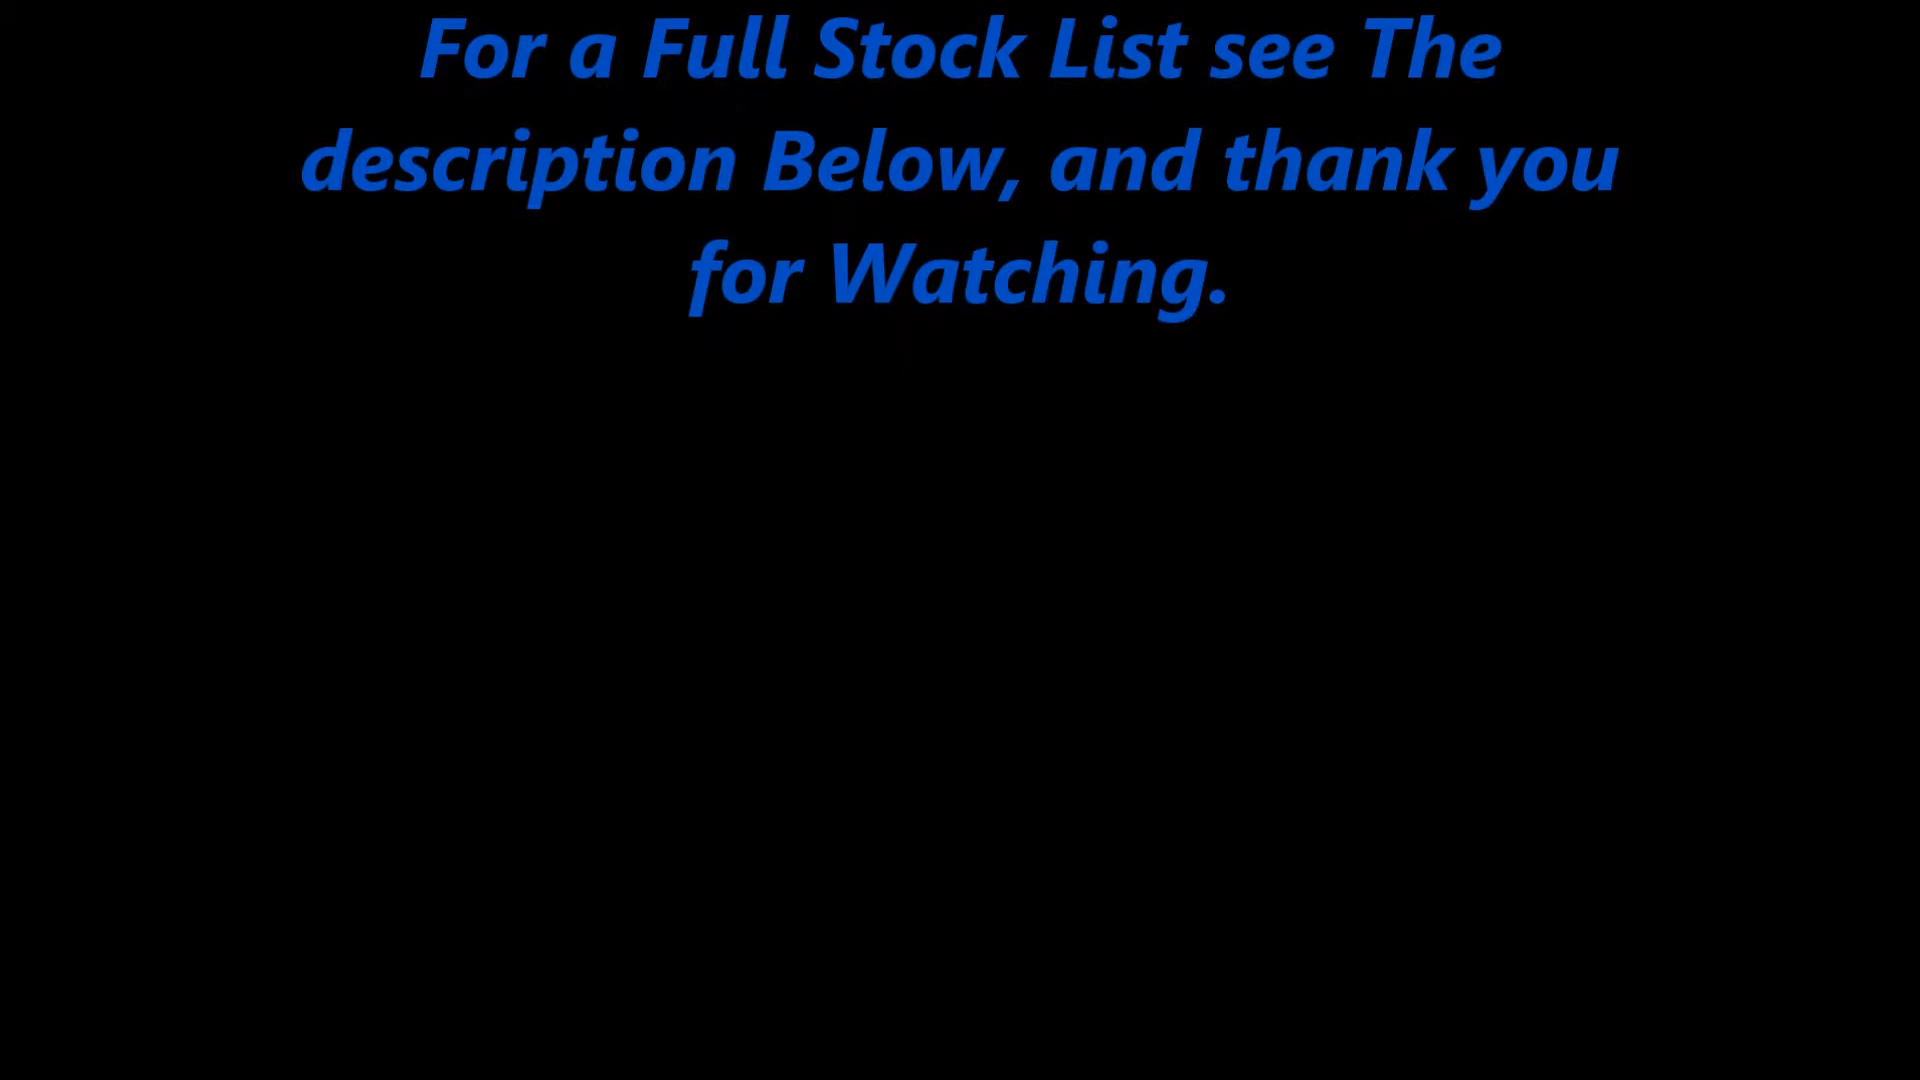 For a Full Stock List see The
description Below, and thank you
for Watching.